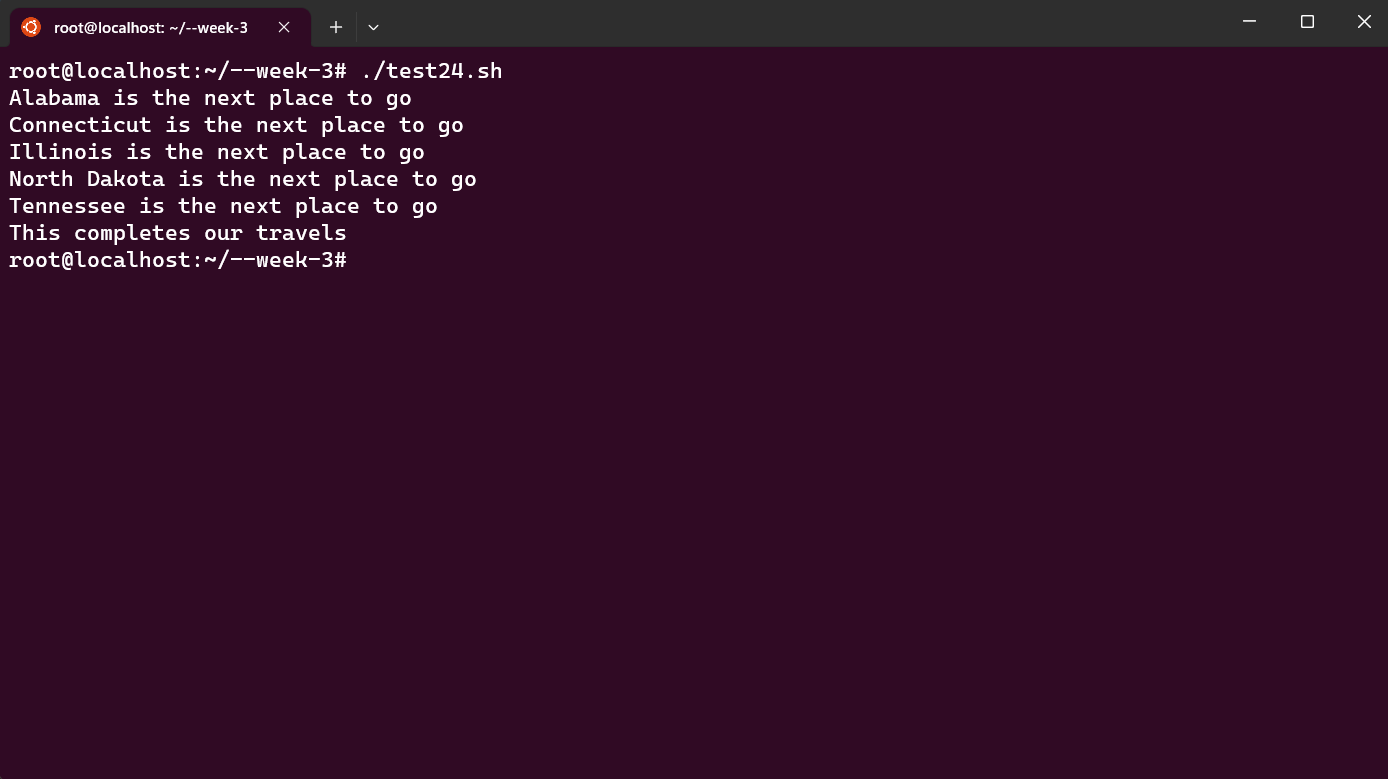 root@localhost: ~/--week-3
root@localhost:~/--week-3# ./test24.sh
Alabama is the next place to go
Connecticut is the next place to go
Illinois is the next place to go
North Dakota is the next place to go
Tennessee is the next place to go
This completes our travels
root@localhost:~/--week-3#